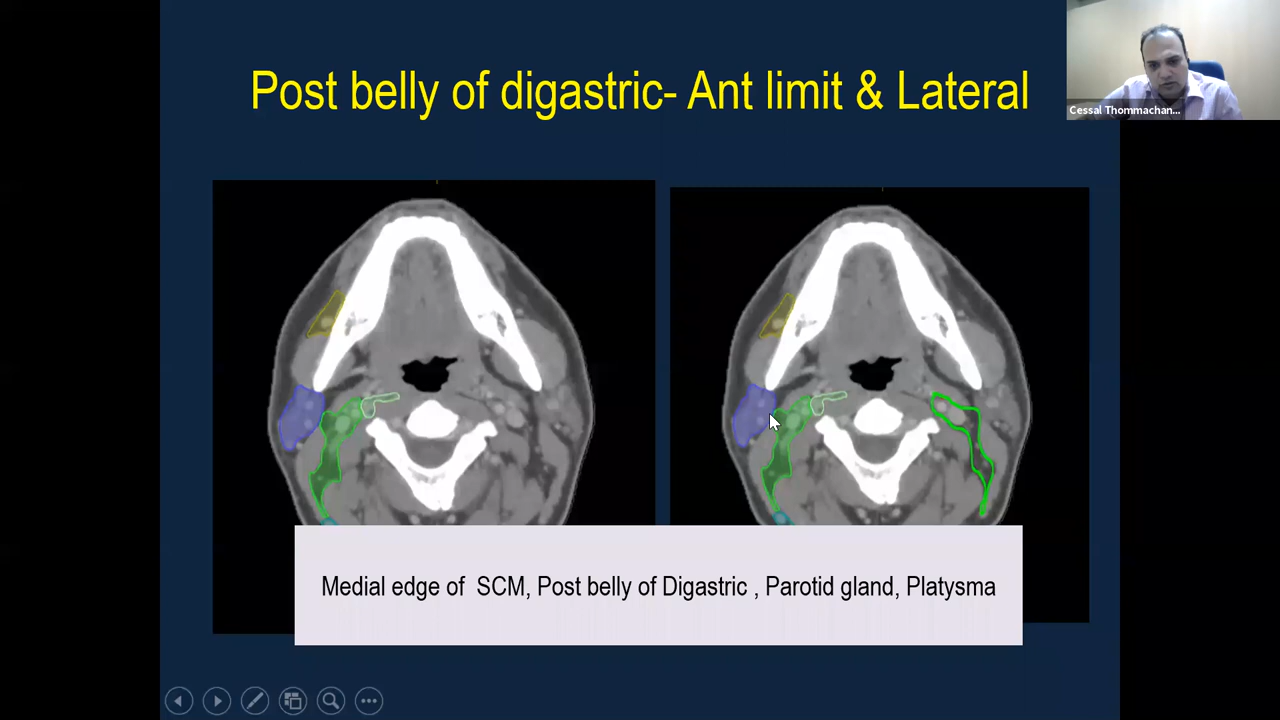 Post belly of digastric- Ant limit & Lateral
Cessal Thommachan...
Medial edge of  SCM, Post belly of Digastric , Parotid gland, Platysma